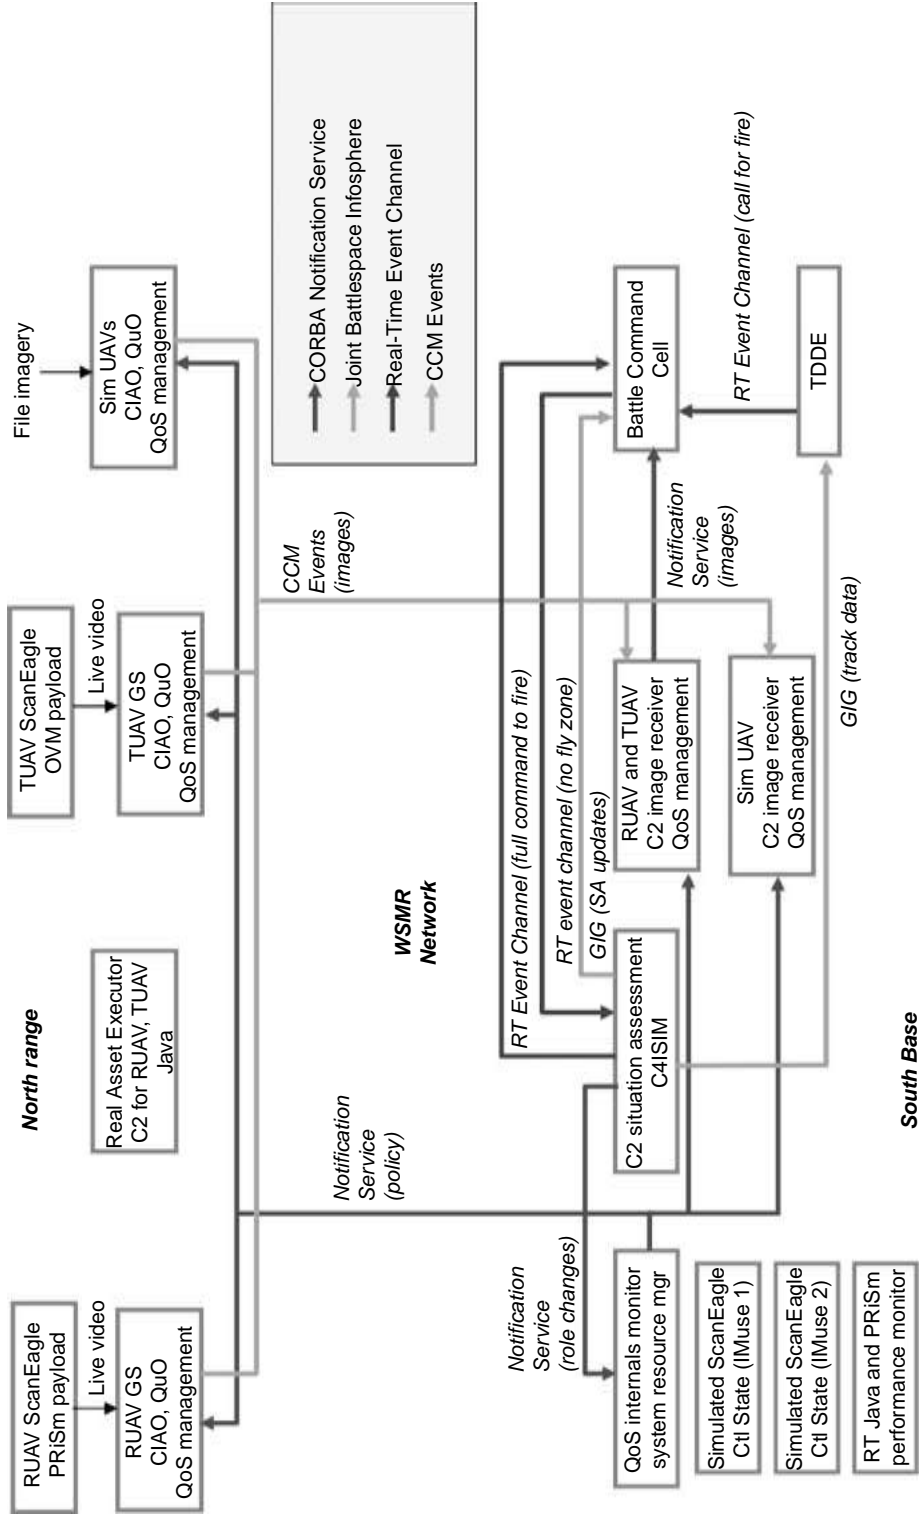 North range
RUAV ScanEagle
PRiSm payload
Live video
RUAV GS
CIAO, QuO
QoS management
Real Asset Executor
C2 for RUAV, TUAV
Java
TUAV ScanEagle
OVM payload
Live video
TUAV GS
CIAO, QuO
QoS management
File imagery
Sim UAVs
CIAO, QuO
QoS management
Notification
Service
(policy)
WSMR
Network
CCM
Events
(images)
CORBA Notification Service
Joint Battlespace Infosphere
Real-Time Event Channel
CCM Events
Notification
Service
(role changes)
RT Event Channel (full command to fire)
RT event channel (no fly zone)
GIG (SA updates)
QoS internals monitor
system resource mgr
C2 situation assessment
C4ISIM
RUAV and TUAV
C2 image receiver
QoS management
Notification
Service
(images)
Battle Command
Cell
Simulated ScanEagle
Ctl State (IMuse 1)
Simulated ScanEagle
Ctl State (IMuse 2)
RT Java and PRiSm
performance monitor
Sim UAV
C2 image receiver
QoS management
RT Event Channel (call for fire)
TDDE
GIG (track data)
South Base